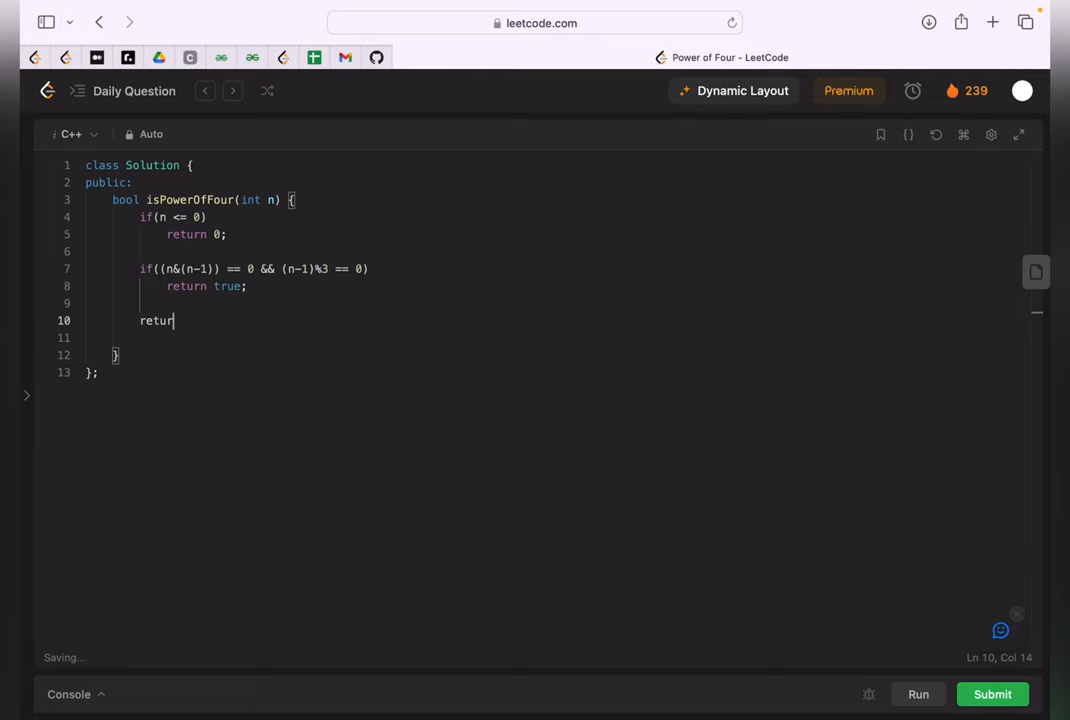 leetcode.com
Power of Four - LeetCode
Daily Question
Dynamic Layout
Premium
239
i C++
Auto
1 class Solution {
2 public:
3 bool isPowerOfFour(int n) {
4 if(n <= 0)
5 return 0;
6
7 if((n&(n-1)) == 0 && (n-1)%3 == 0)
8 return true;
9
10 retur
11
12 }
13 };
Saving...
Ln 10, Col 14
Console
Run
Submit